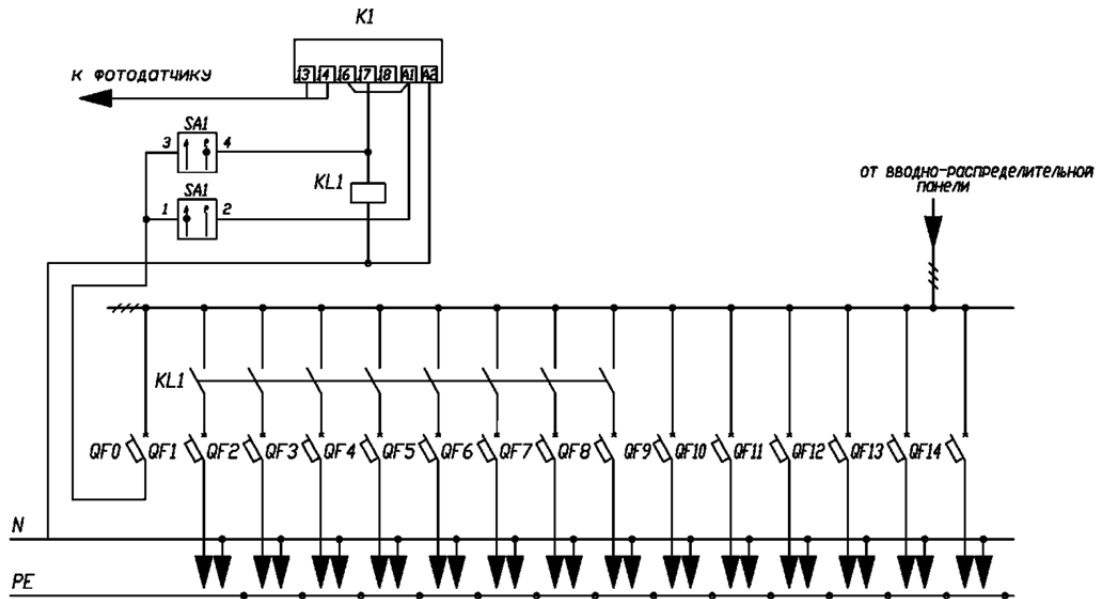 K1
13 14 16 17 18 A1 A2
К ФОТОДАТЧИКУ
SA1
3 4
KL1
SA1
1 2
ОТ ВВОДНО-РАСПРЕДЕЛИТЕЛЬНОЙ
ПАНЕЛИ
KL1
QF0 QF1 QF2 QF3 QF4 QF5 QF6 QF7 QF8 QF9 QF10 QF11 QF12 QF13 QF14
N
PE